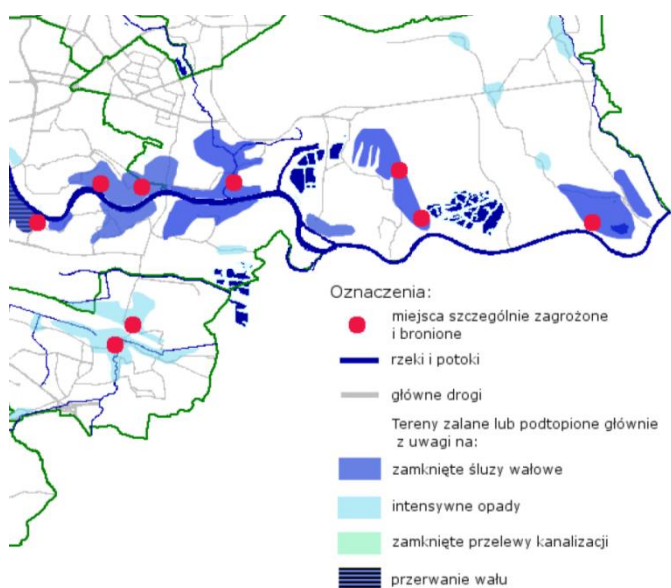 Oznaczenia:
miejsca szczególnie zagrożone
i bronione
rzeki i potoki
główne drogi
Tereny zalane lub podtopione głównie
z uwagi na:
zamknięte śluzy wałowe
intensywne opady
zamknięte przelewy kanalizacji
przerwanie wału